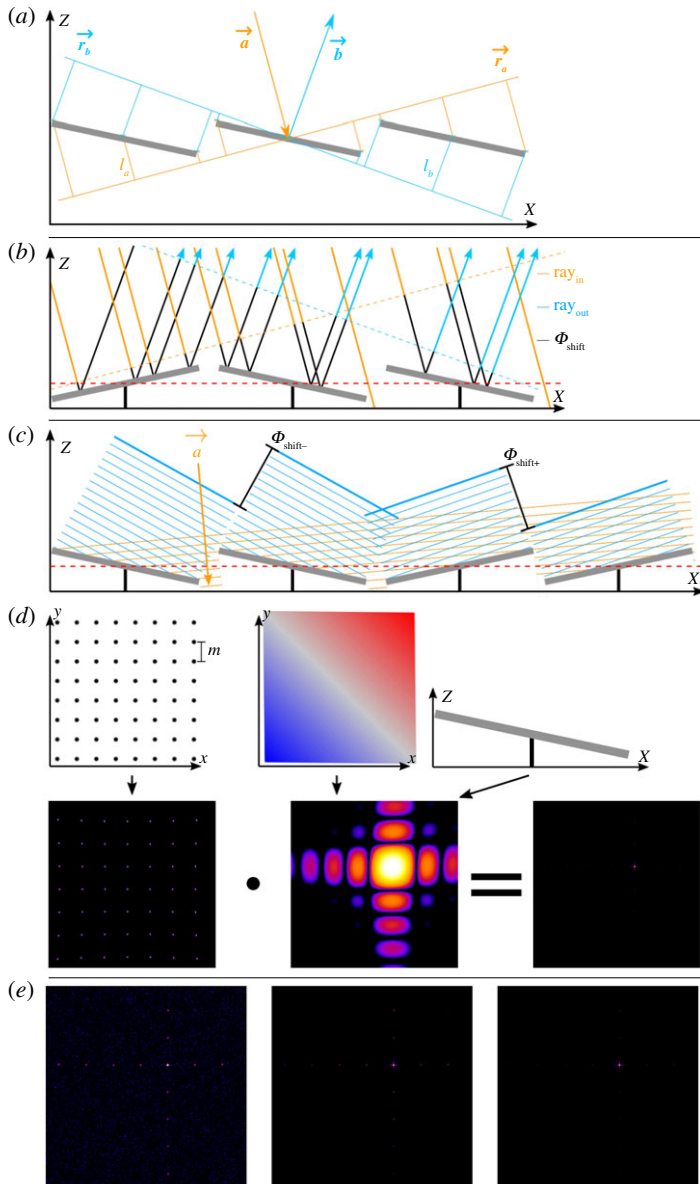 (a)
Z
r_b
a
b
r_a
l_a
l_b
X
(b)
Z
ray_in
ray_out
Φ_shift
X
(c)
Z
a
Φ_shift–
Φ_shift+
X
(d)
y
m
x
y
x
Z
X
(e)